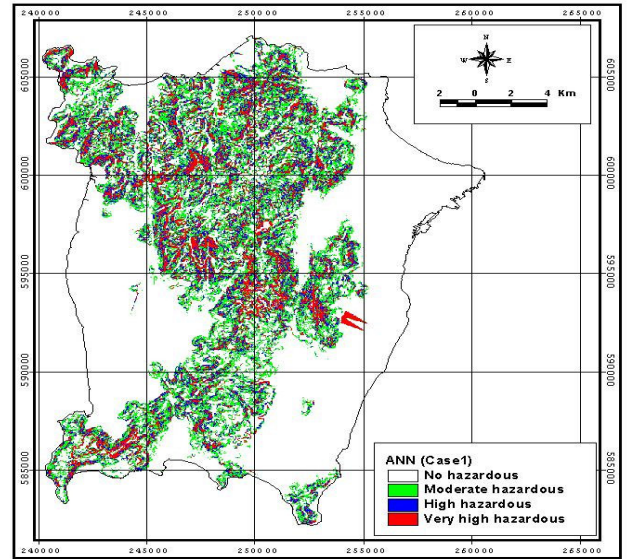 240000 245000 250000 255000 260000 265000
N
W E
S
2 0 2 4 Km
605000 605000
600000 600000
595000 595000
590000 590000
585000 585000
ANN (Case1)
No hazardous
Moderate hazardous
High hazardous
Very high hazardous
240000 245000 250000 255000 260000 265000